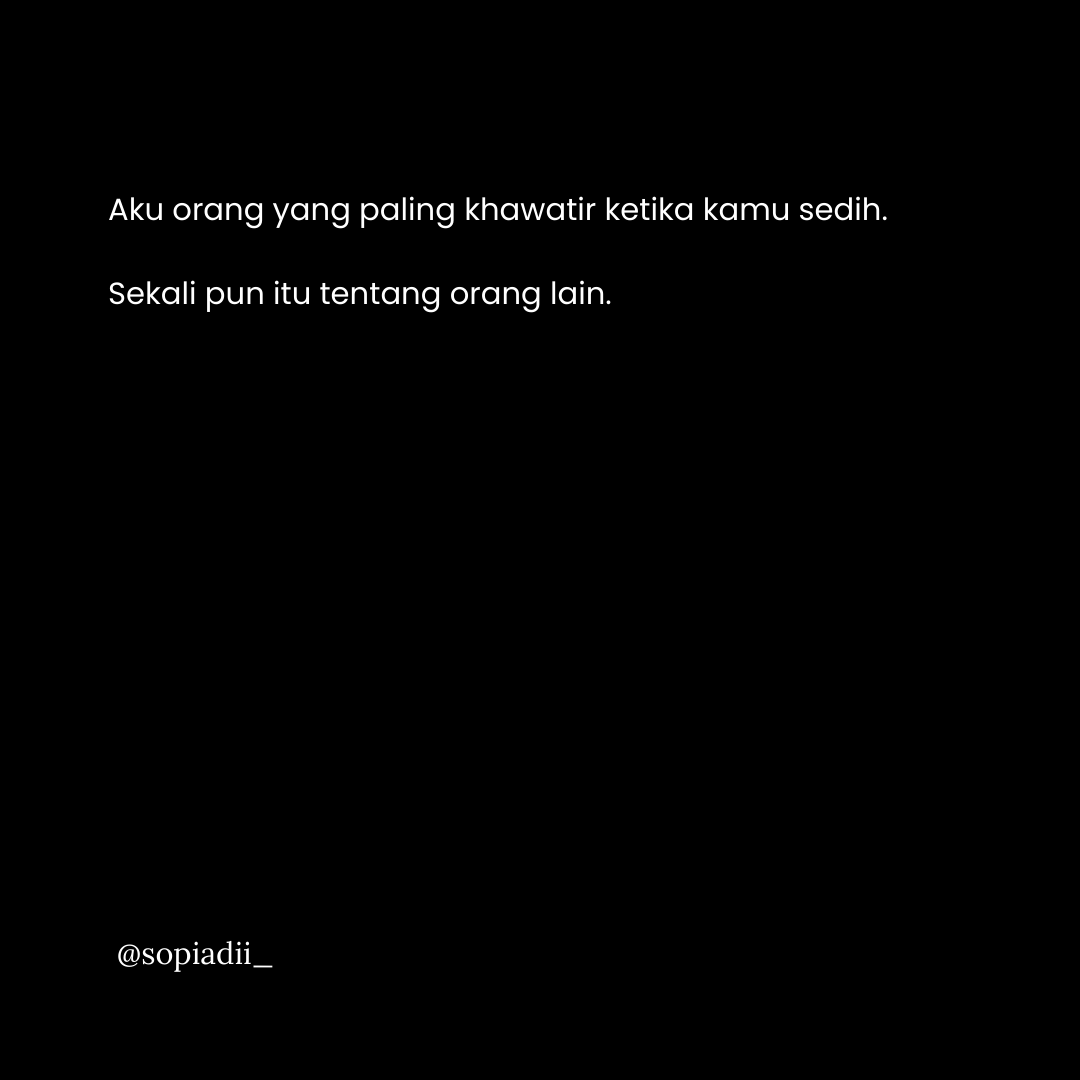 Aku orang yang paling khawatir ketika kamu sedih.
Sekali pun itu tentang orang lain.
@sopiadii_